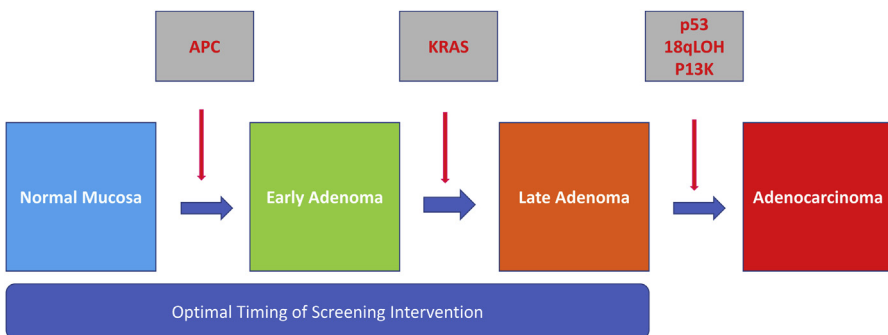 APC
KRAS
p53
18qLOH
P13K
Normal Mucosa
Early Adenoma
Late Adenoma
Adenocarcinoma
Optimal Timing of Screening Intervention